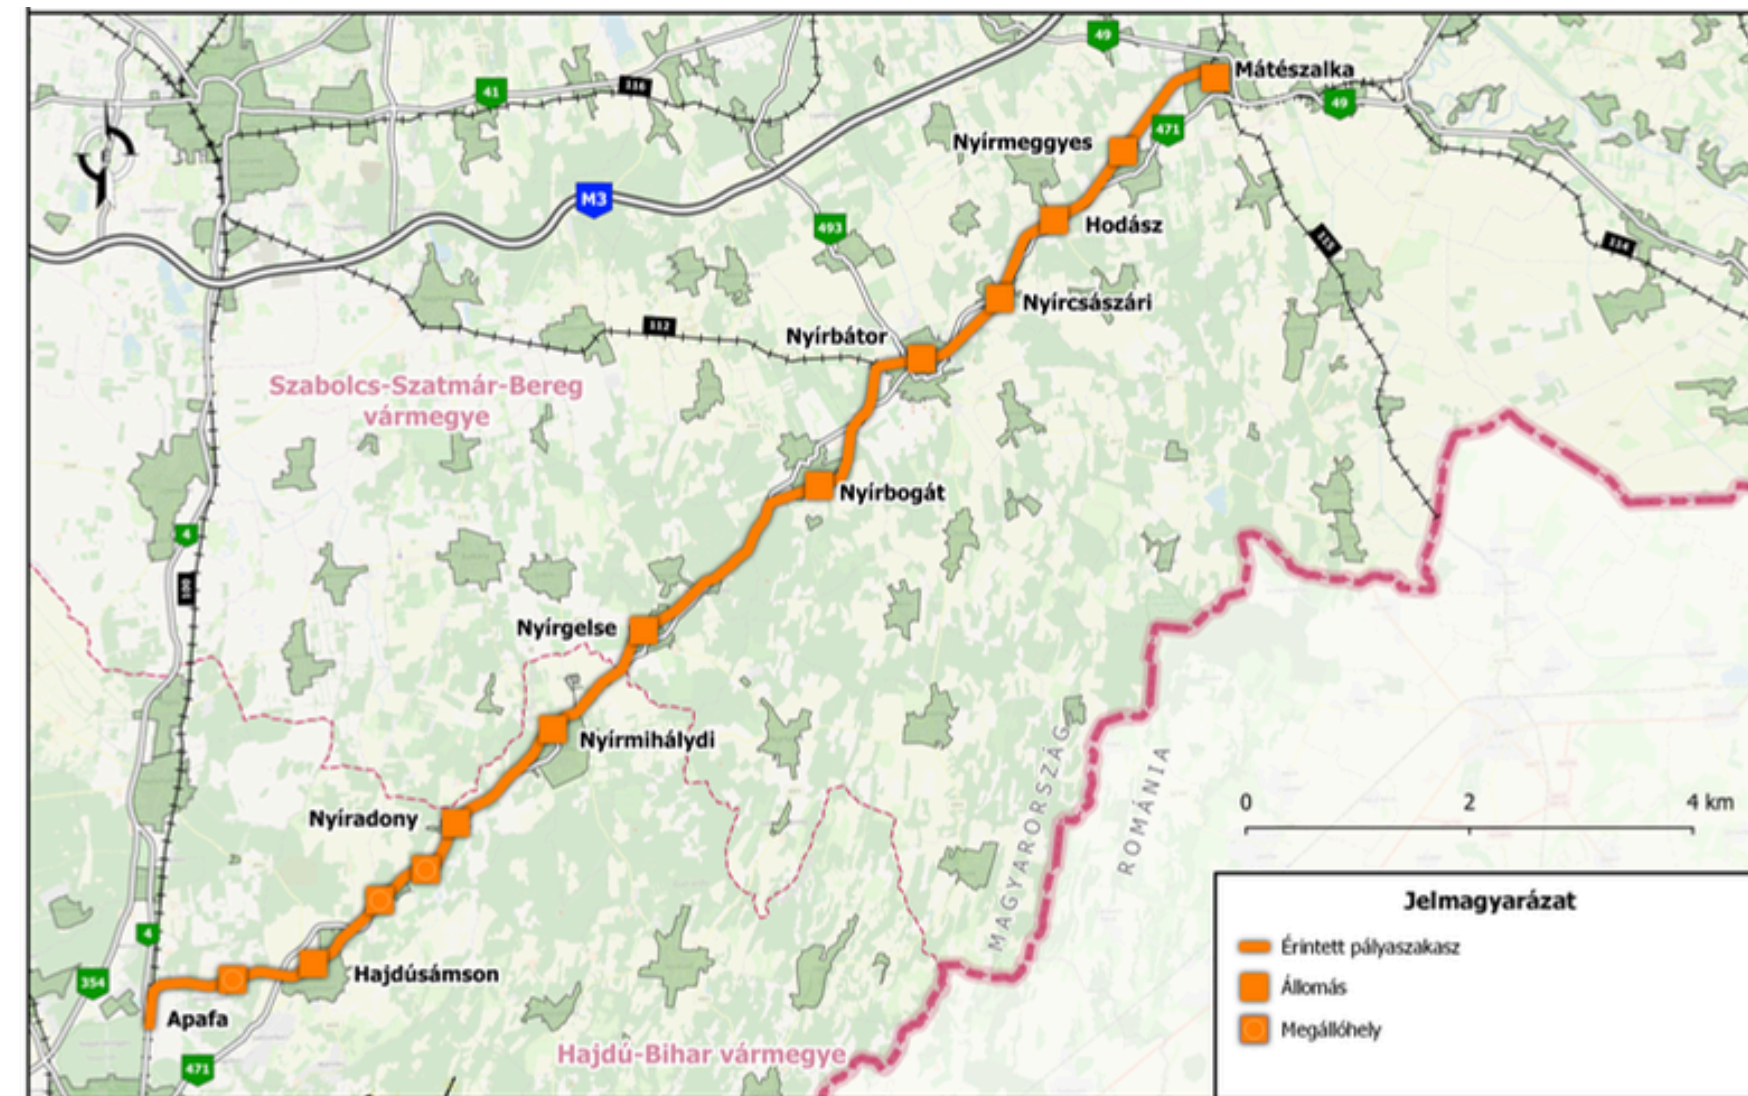 49
Mátészalka
41
116
49
471
Nyírmeggyes
M3
493
Hodász
115
114
Nyírcsászári
112
Nyírbátor
Szabolcs-Szatmár-Bereg
vármegye
Nyírbogát
4
100
Nyírgelse
Nyírmihálydi
MAGYARORSZÁG
ROMÁNIA
0 2 4 km
Nyíradony
Jelmagyarázat
4
Érintett pályaszakasz
354
Hajdúsámson
Állomás
Apafa
Megállóhely
Hajdú-Bihar vármegye
471